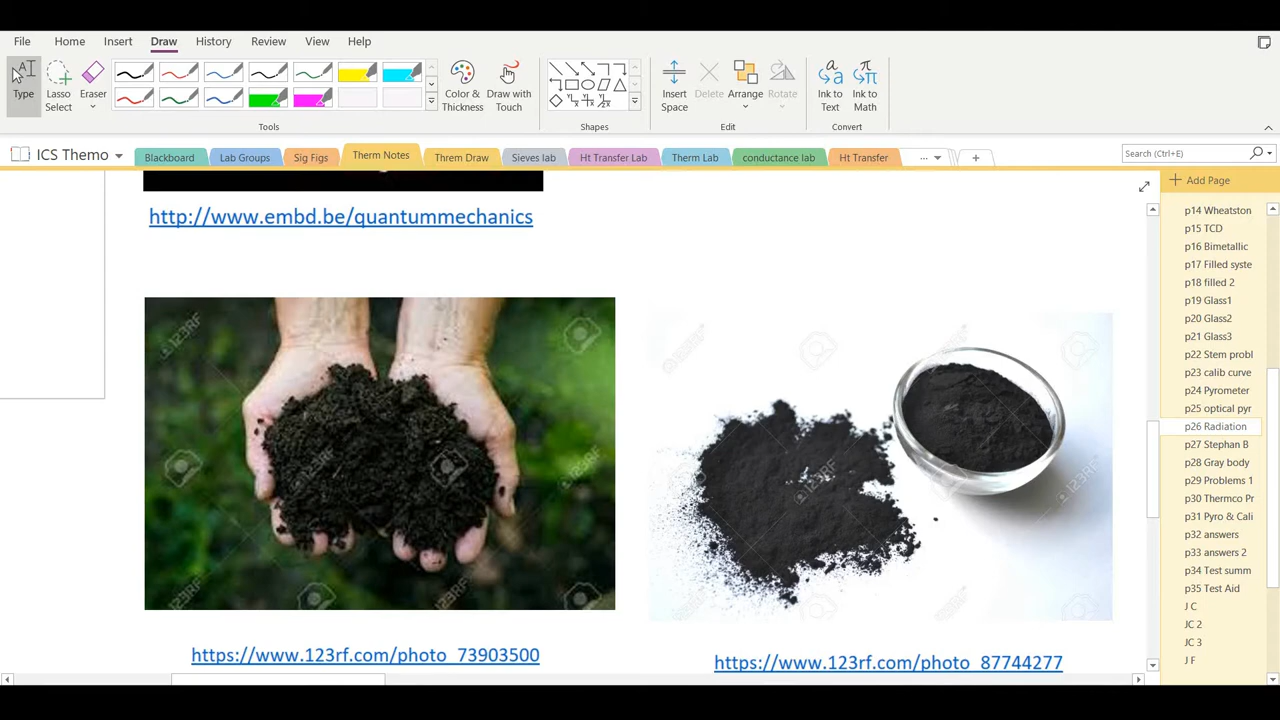 File Home Insert Draw History Review View Help
Type
Lasso Select
Eraser
Color & Thickness
Draw with Touch
Insert Space
Delete
Arrange
Rotate
Ink to Text
Ink to Math
Tools
Shapes
Edit
Convert
ICS Themo
Blackboard Lab Groups Sig Figs Therm Notes Threm Draw Sieves lab Ht Transfer Lab Therm Lab conductance lab Ht Transfer ... +
Search (Ctrl+E)
Add Page
p14 Wheatston
p15 TCD
p16 Bimetallic
p17 Filled syste
p18 filled 2
p19 Glass1
p20 Glass2
p21 Glass3
p22 Stem probl
p23 calib curve
p24 Pyrometer
p25 optical pyr
p26 Radiation
p27 Stephan B
p28 Gray body
p29 Problems 1
p30 Thermco Pr
p31 Pyro & Cali
p32 answers
p33 answers 2
p34 Test summ
p35 Test Aid
J C
JC 2
JC 3
J F
http://www.embd.be/quantummechanics
123RF
https://www.123rf.com/photo_73903500
https://www.123rf.com/photo_87744277